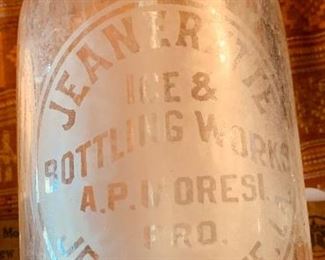 JEANERETTE
ICE &
BOTTLING WORKS
A.P. MORESI.
PRO.